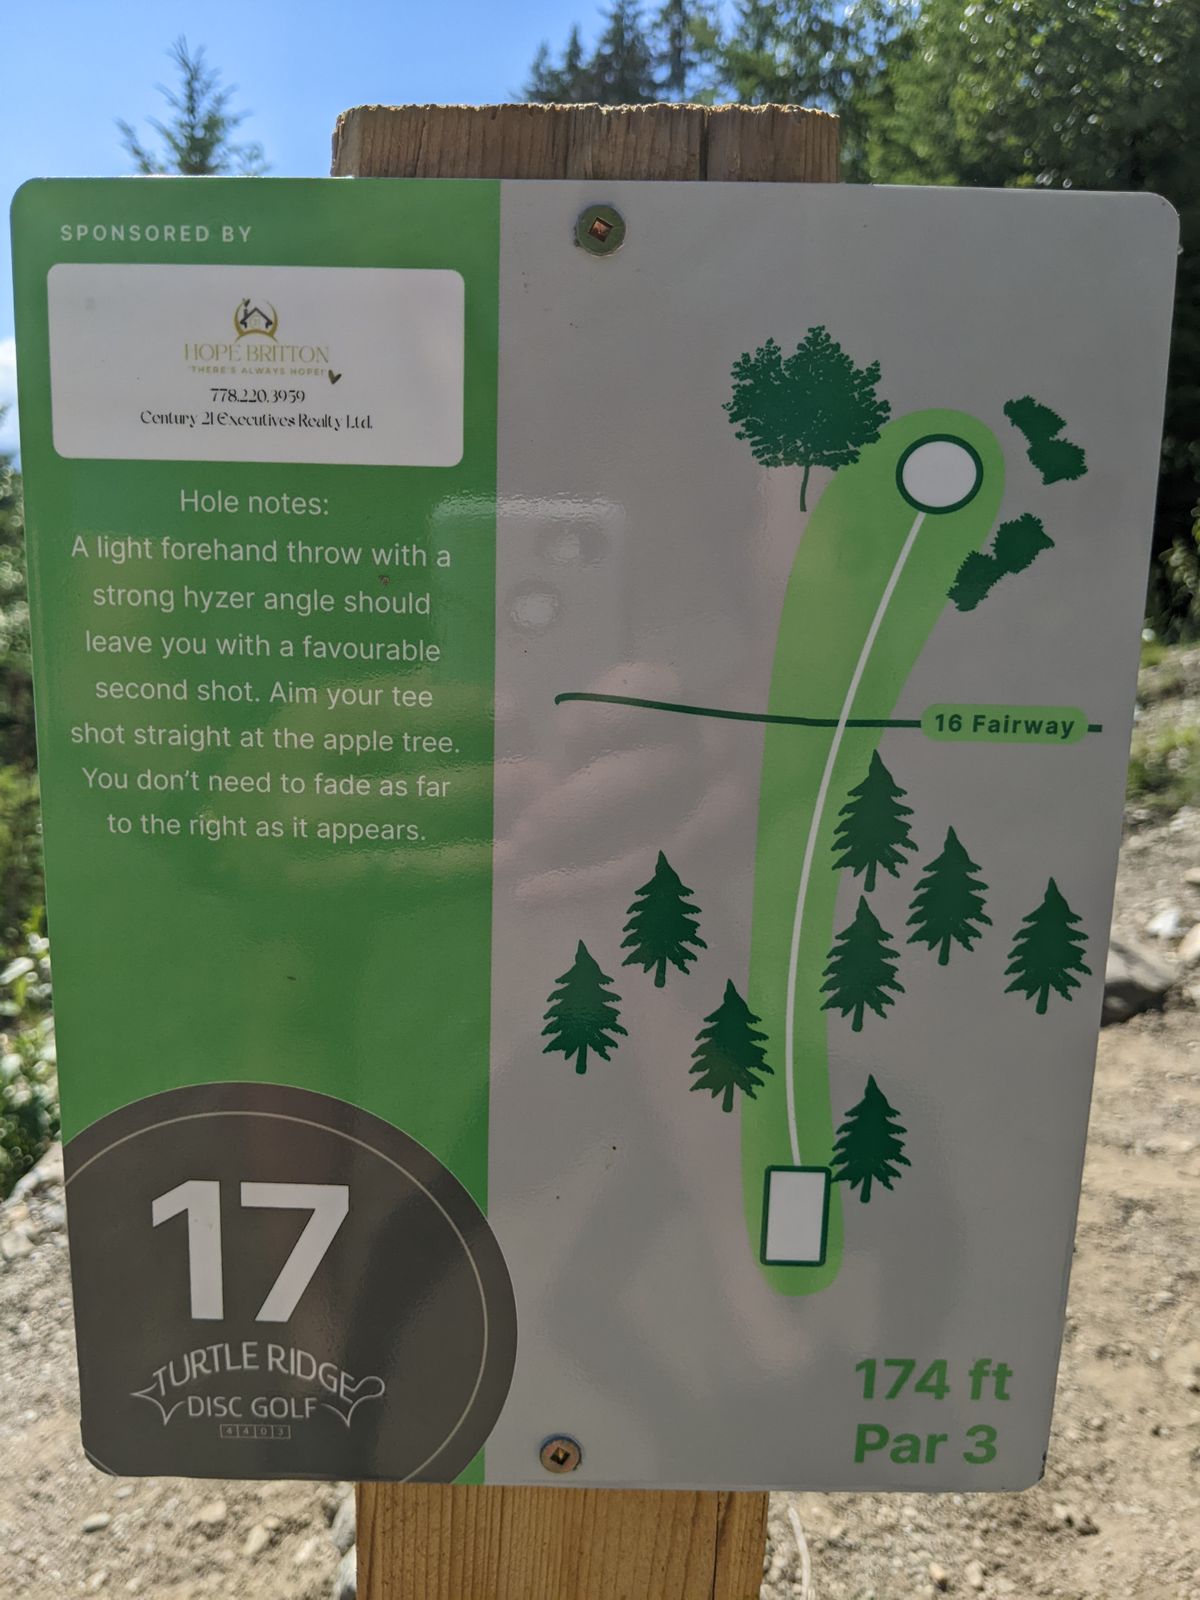 SPONSORED BY
HOPE BRITTON
"THERE'S ALWAYS HOPE!"
778.220.3959
Century 21 Executives Realty Ltd.
Hole notes:
A light forehand throw with a
strong hyzer angle should
leave you with a favourable
second shot. Aim your tee
shot straight at the apple tree.
You don't need to fade as far
to the right as it appears.
16 Fairway
17
TURTLE RIDGE
DISC GOLF
4403
174 ft
Par 3